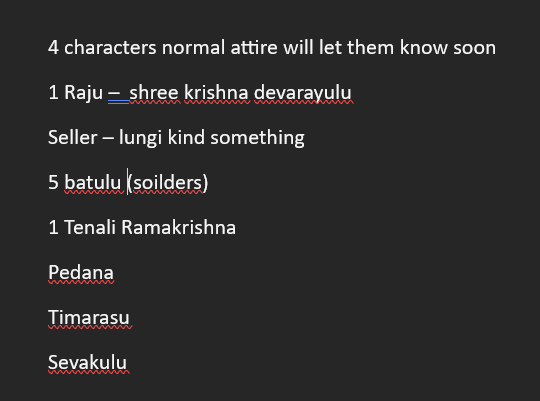 4 characters normal attire will let them know soon
1 Raju – shree krishna devarayulu
Seller – lungi kind something
5 batulu (soilders)
1 Tenali Ramakrishna
Pedana
Timarasu
Sevakulu